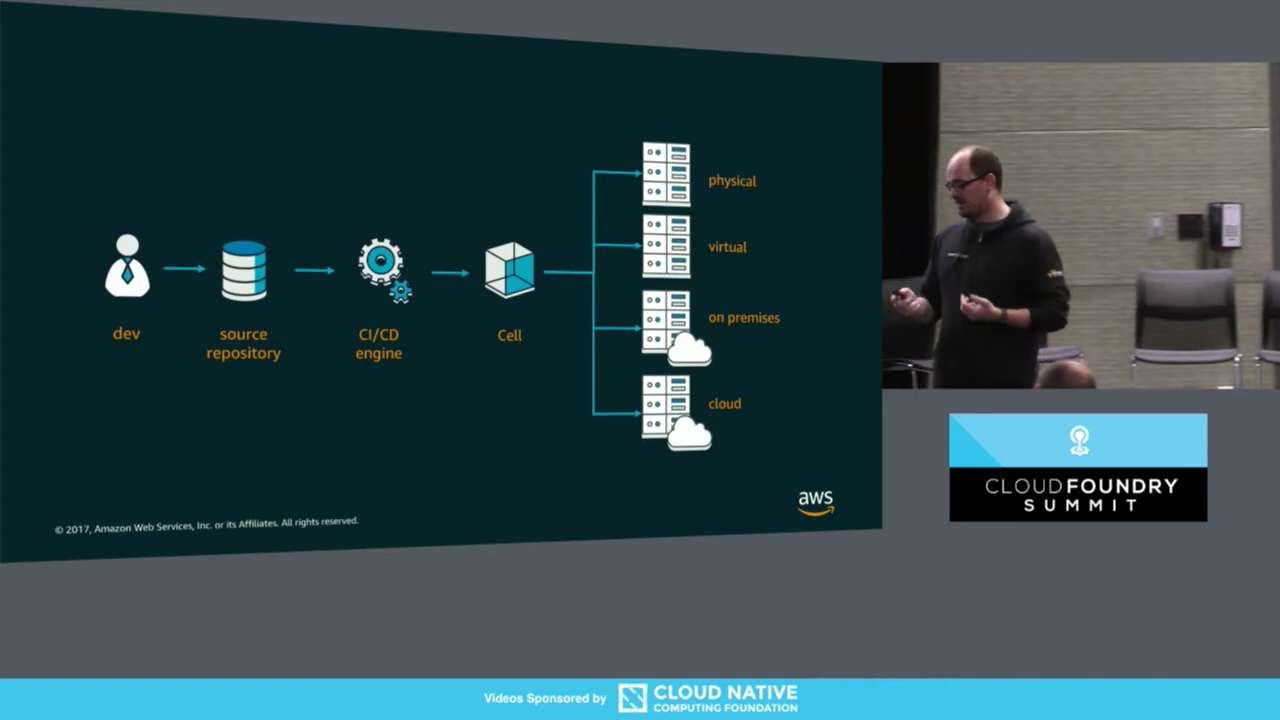 dev
source
repository
CI/CD
engine
Cell
physical
virtual
on premises
cloud
aws
© 2017, Amazon Web Services, Inc. or its Affiliates. All rights reserved.
CLOUDFOUNDRY
SUMMIT
Videos Sponsored by
CLOUD NATIVE
COMPUTING FOUNDATION